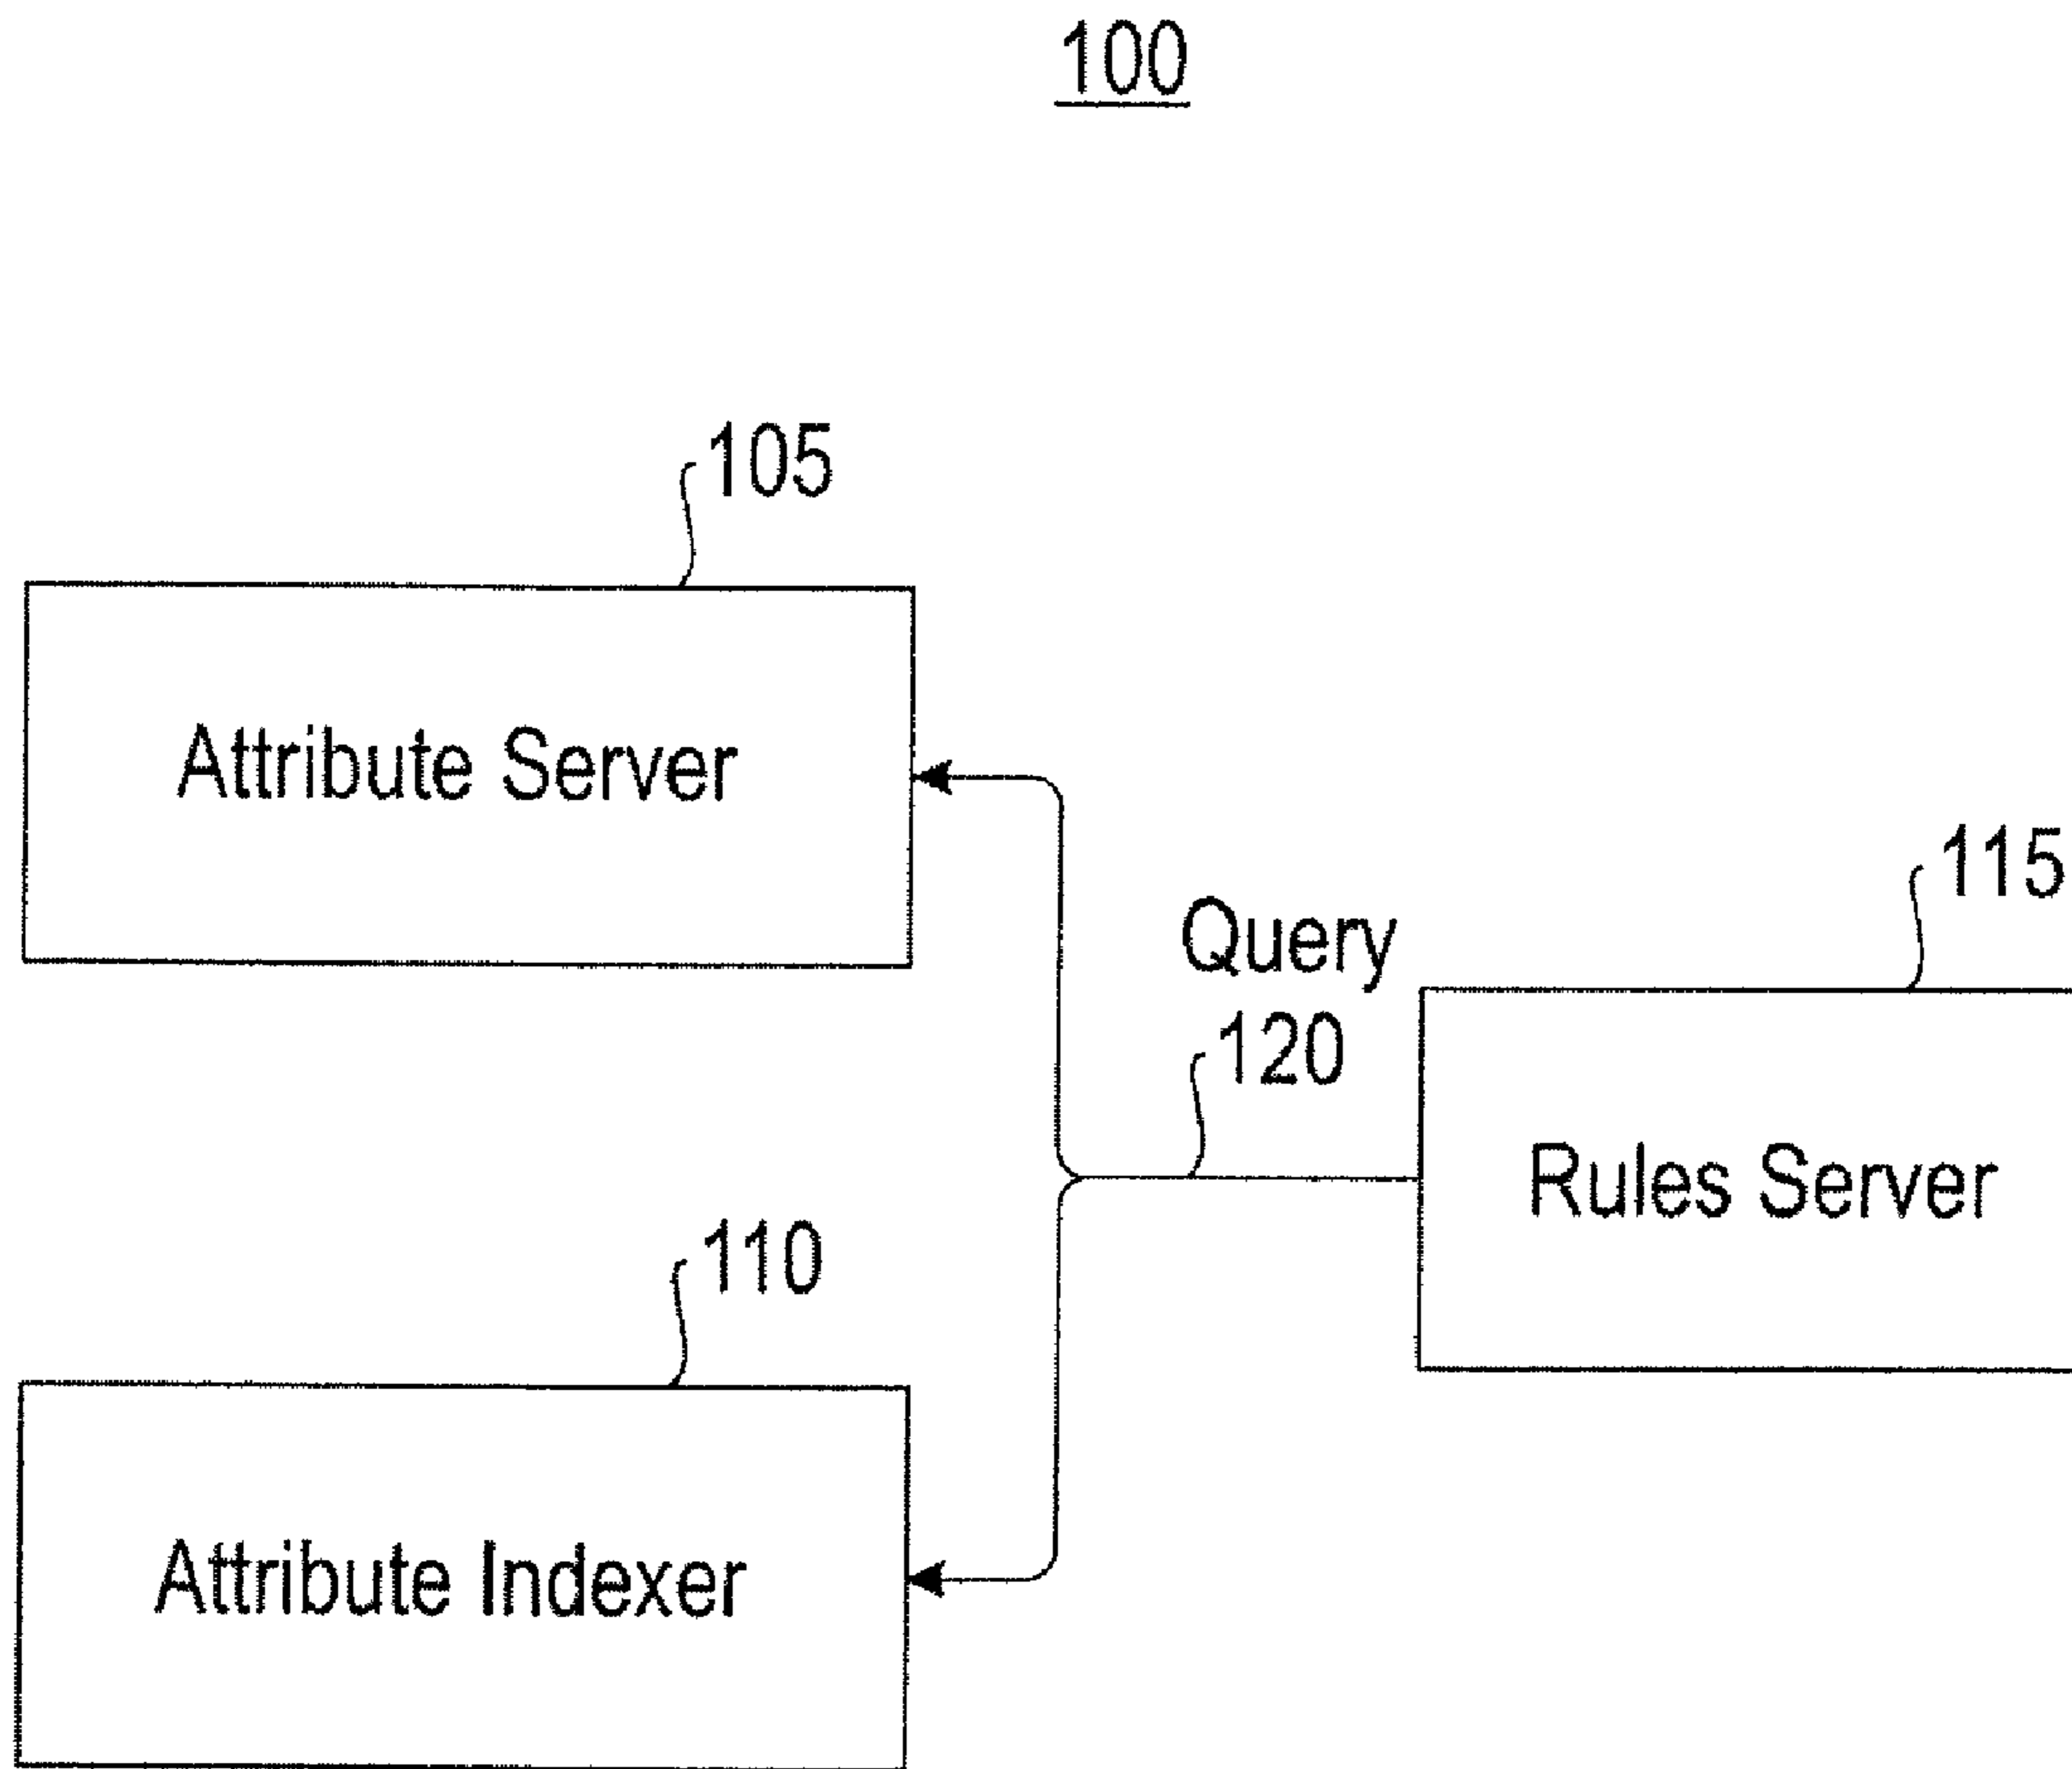 100
105
Attribute Server
115
Query
120
Rules Server
110
Attribute Indexer